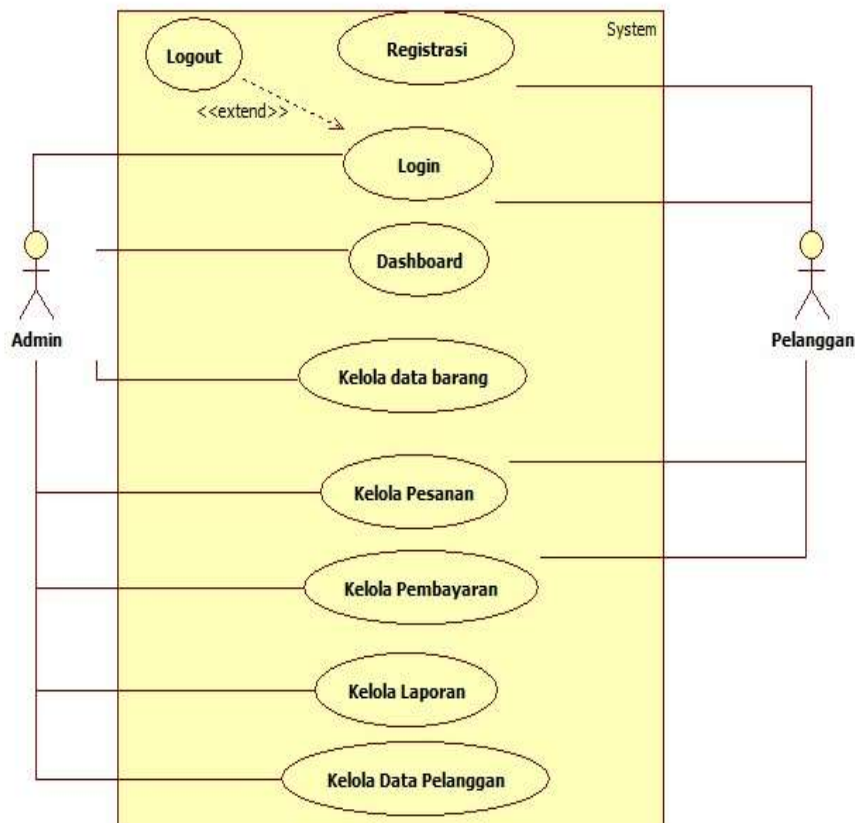 System
Logout
Registrasi
<<extend>>
Login
Dashboard
Admin
Pelanggan
Kelola data barang
Kelola Pesanan
Kelola Pembayaran
Kelola Laporan
Kelola Data Pelanggan